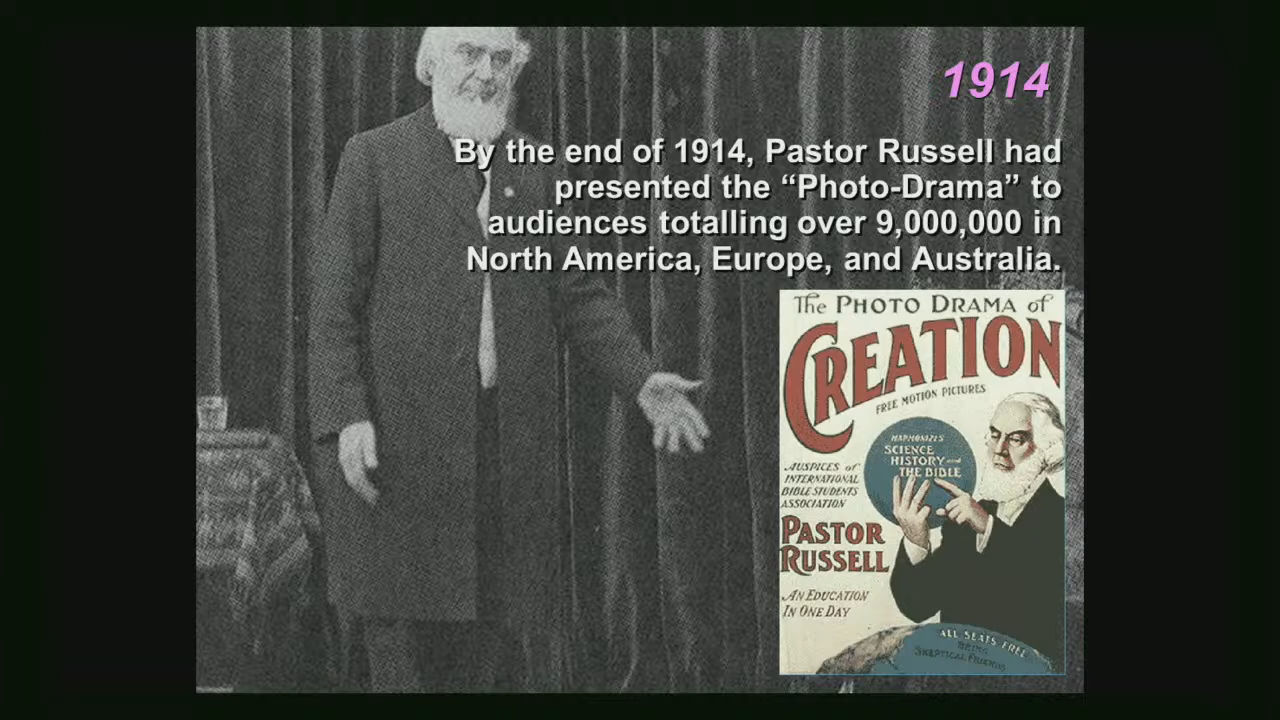 1914
By the end of 1914, Pastor Russell had
presented the “Photo-Drama” to
audiences totalling over 9,000,000 in
North America, Europe, and Australia.
The PHOTO DRAMA of
CREATION
FREE MOTION PICTURES
HARMONIZES
SCIENCE
HISTORY and
THE BIBLE
AUSPICES of
INTERNATIONAL
BIBLE STUDENTS
ASSOCIATION
PASTOR
RUSSELL
AN EDUCATION
IN ONE DAY
ALL SEATS FREE
BRING
SKEPTICAL FRIENDS